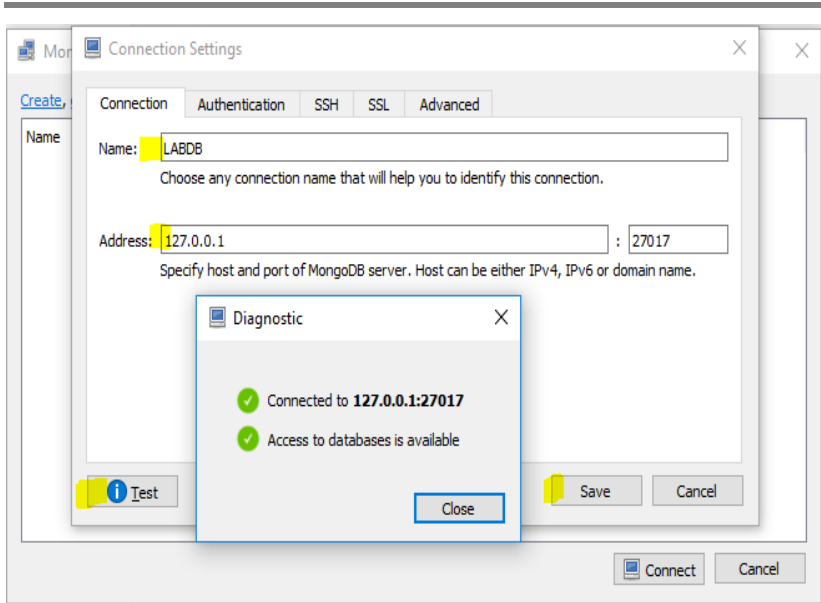 Mor
Connection Settings
Create,
Connection Authentication SSH SSL Advanced
Name
Name: LABDB
Choose any connection name that will help you to identify this connection.
Address: 127.0.0.1 : 27017
Specify host and port of MongoDB server. Host can be either IPv4, IPv6 or domain name.
Diagnostic
Connected to 127.0.0.1:27017
Access to databases is available
Test
Save Cancel
Close
Connect Cancel